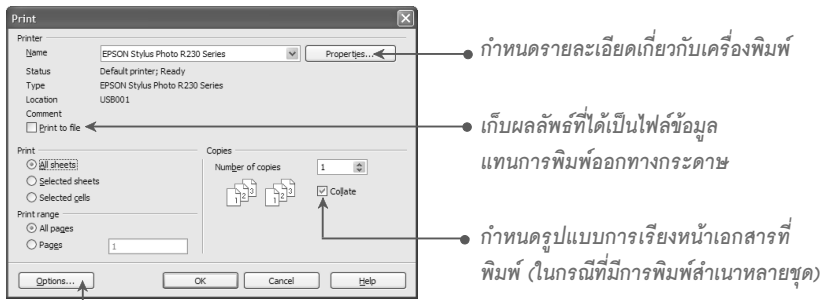 Print
Printer
Name EPSON Stylus Photo R230 Series Properties...
Status Default printer; Ready
Type EPSON Stylus Photo R230 Series
Location USB001
Comment
Print to file
Print
All sheets
Selected sheets
Selected cells
Print range
All pages
Pages 1
Copies
Number of copies 1
1 2 3 1 2 3
Collate
Options... OK Cancel Help
กำหนดรายละเอียดเกี่ยวกับเครื่องพิมพ์
เก็บผลลัพธ์ที่ได้เป็นไฟล์ข้อมูล
แทนการพิมพ์ออกทางกระดาษ
กำหนดรูปแบบการเรียงหน้าเอกสารที่
พิมพ์ (ในกรณีที่มีการพิมพ์สำเนาหลายชุด)